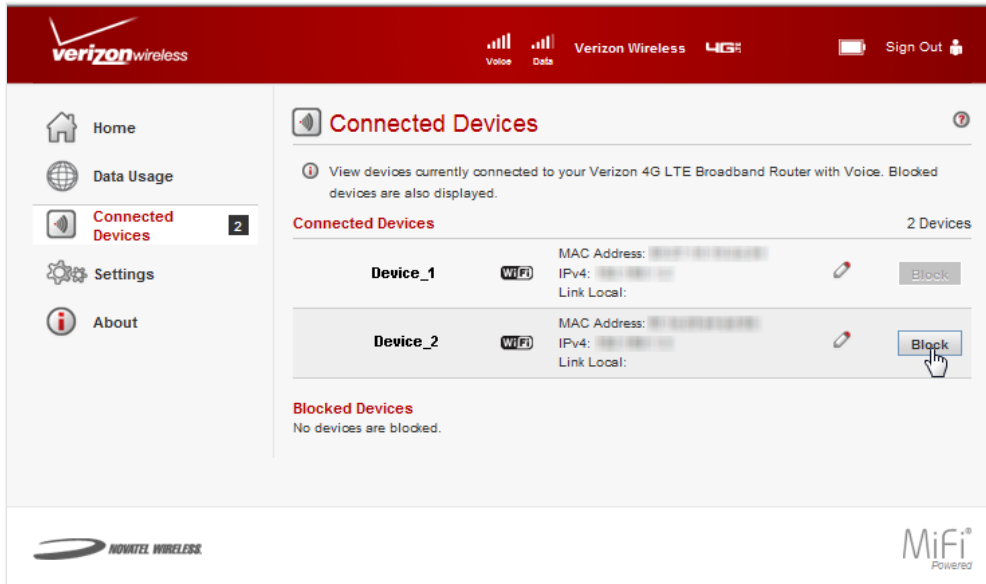 verizonwireless
Voice
Data
Verizon Wireless
4G LTE
Sign Out
Home
Data Usage
Connected Devices
2
Settings
About
Connected Devices
?
View devices currently connected to your Verizon 4G LTE Broadband Router with Voice. Blocked
devices are also displayed.
Connected Devices
2 Devices
Device_1
WiFi
MAC Address:
IPv4:
Link Local:
Block
Device_2
WiFi
MAC Address:
IPv4:
Link Local:
Block
Blocked Devices
No devices are blocked.
NOVATEL WIRELESS.
MiFi®
Powered